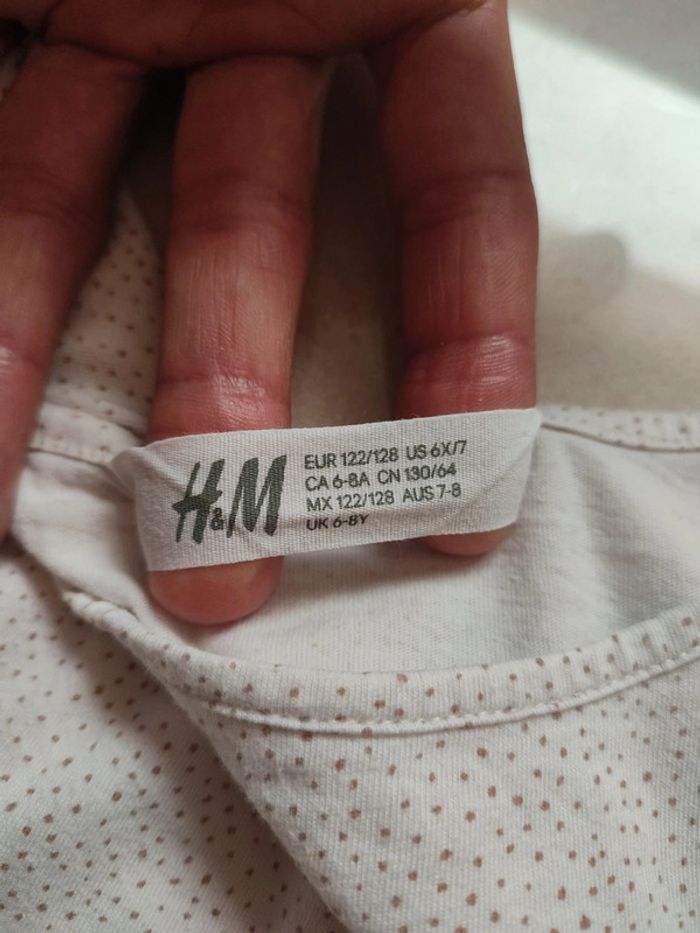 H&M
EUR 122/128 US 6X/7
CA 6-8A CN 130/64
MX 122/128 AUS 7-8
UK 6-8Y